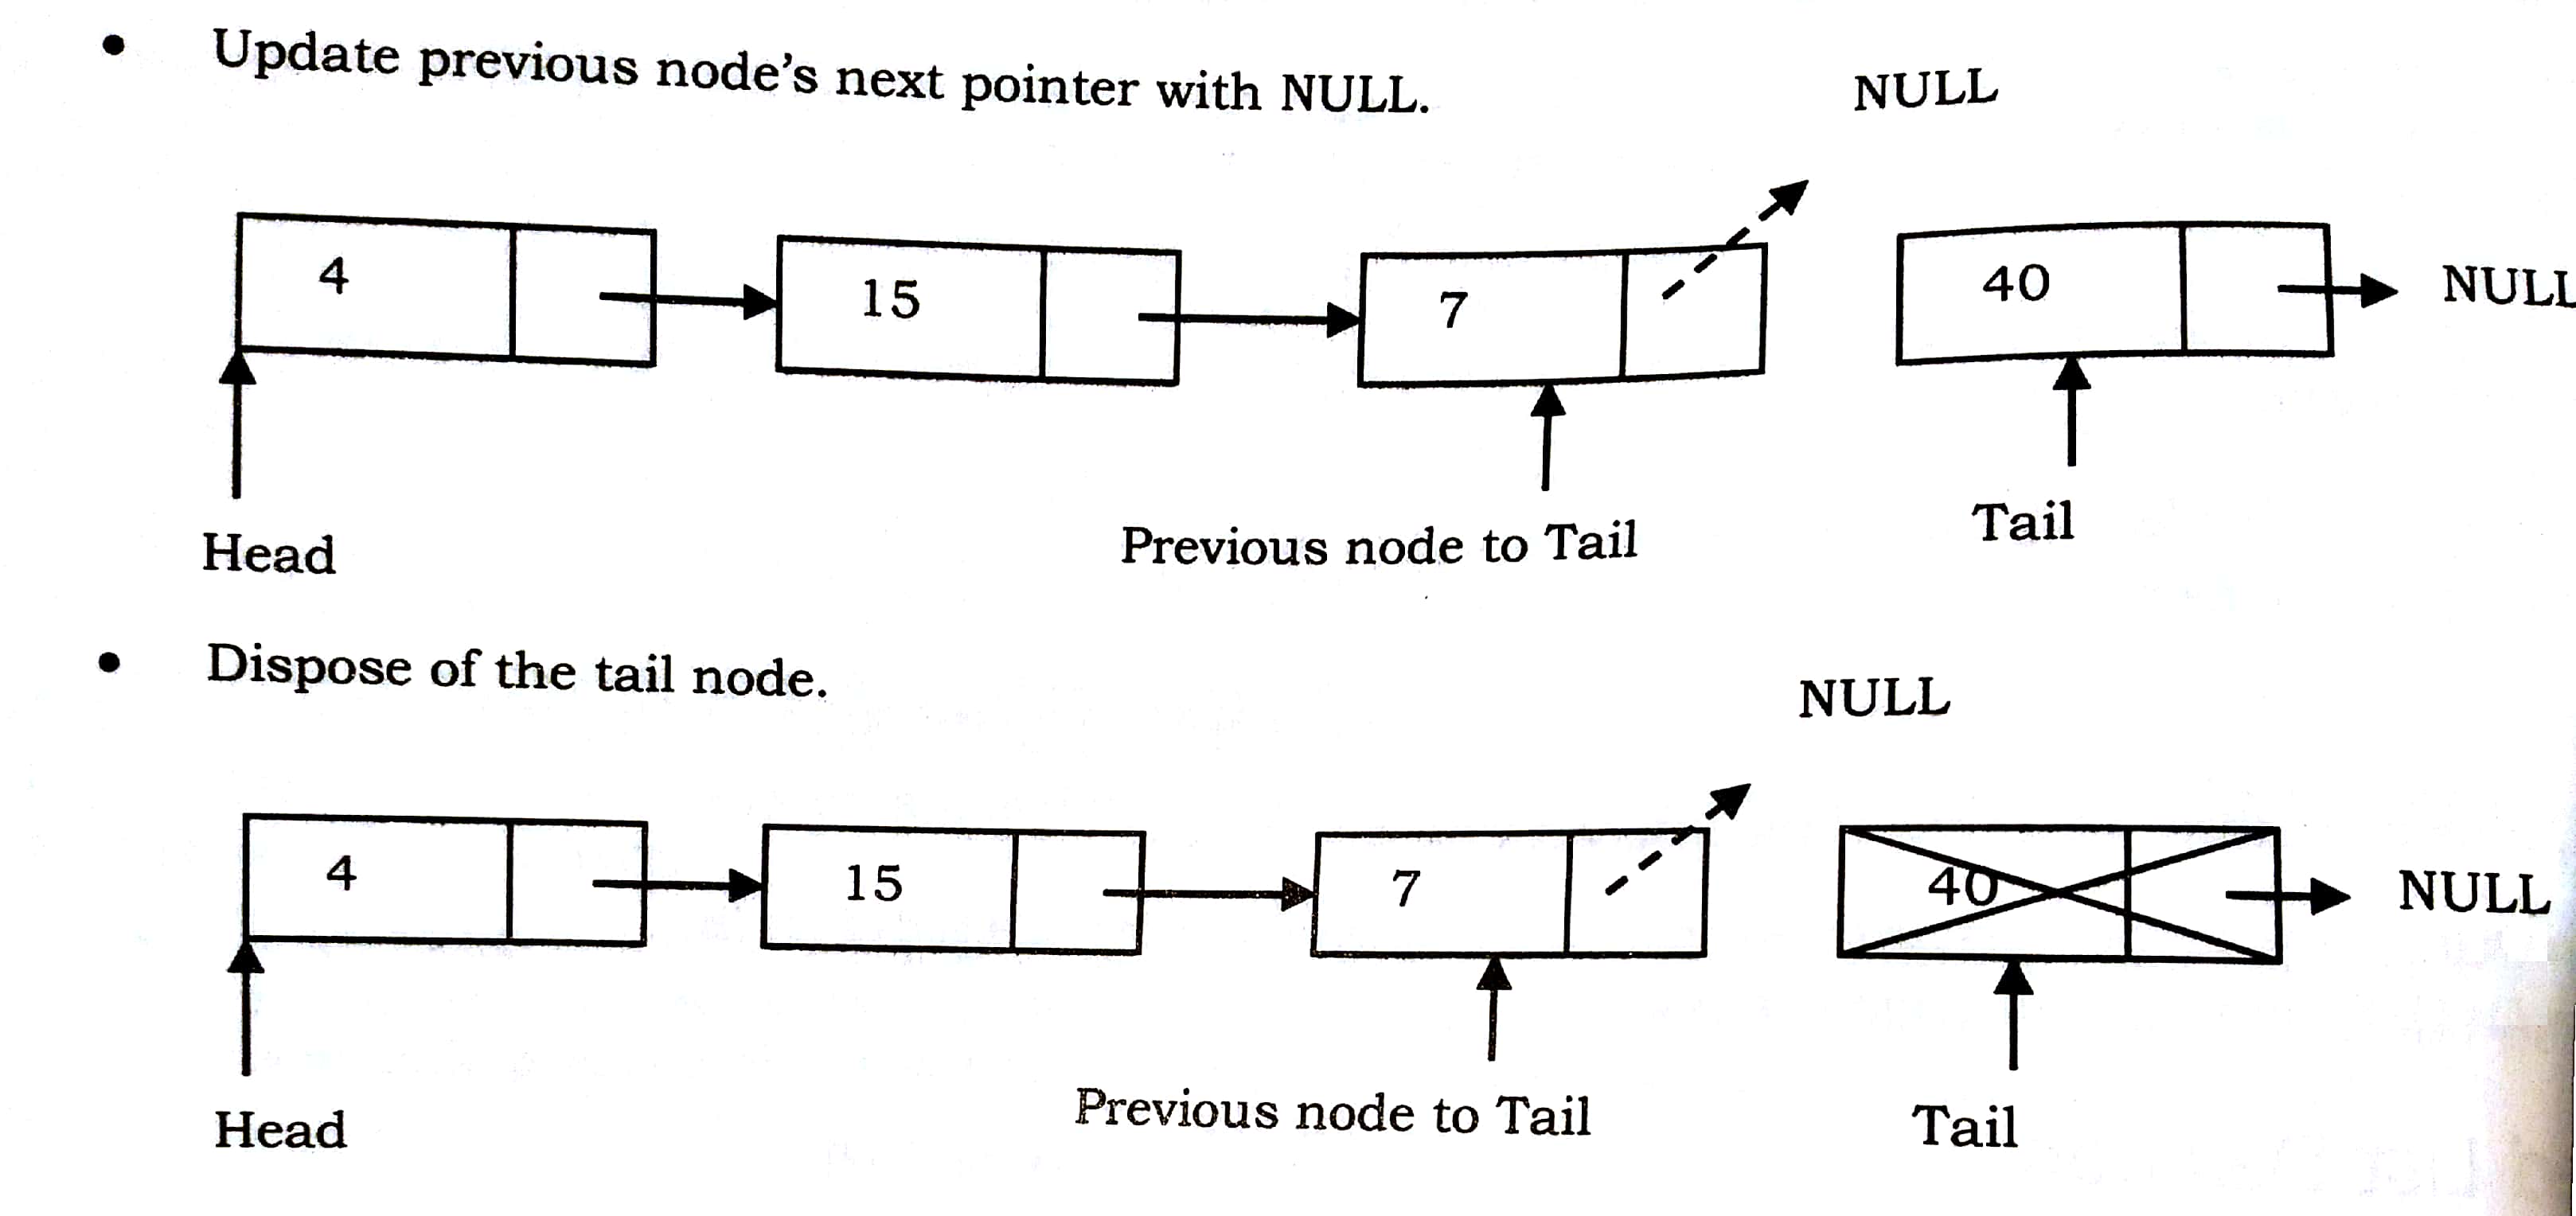 • Update previous node's next pointer with NULL.
NULL
4 15 7 40 NULL
Head Previous node to Tail Tail
• Dispose of the tail node.
NULL
4 15 7 40 NULL
Head Previous node to Tail Tail